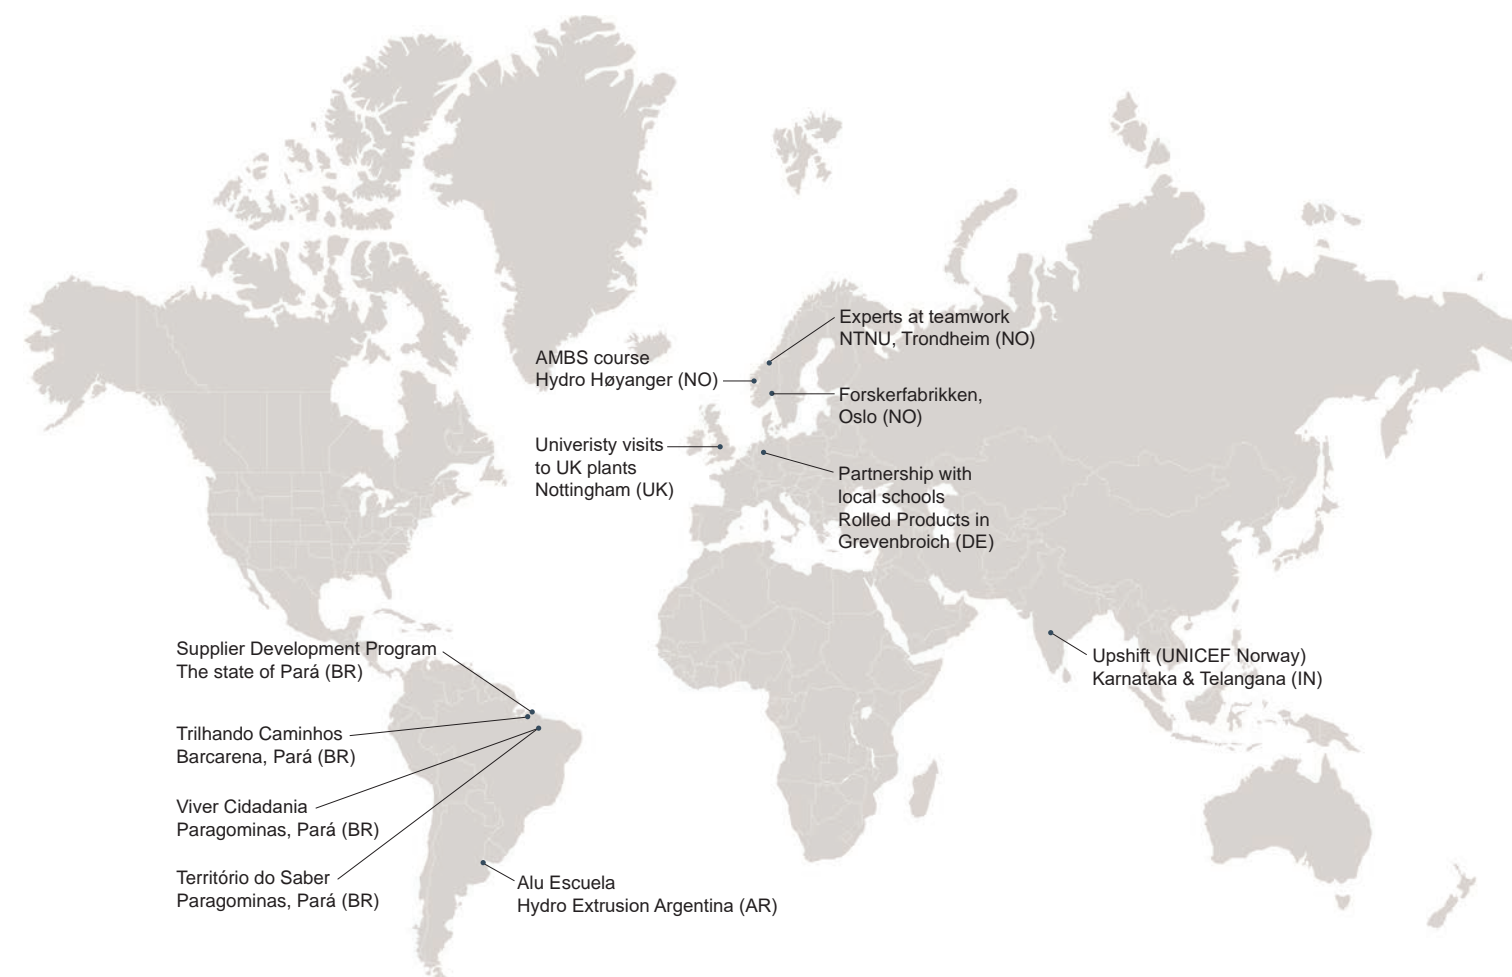 Experts at teamwork
NTNU, Trondheim (NO)
AMBS course
Hydro Høyanger (NO)
Forskerfabrikken,
Oslo (NO)
Univeristy visits
to UK plants
Nottingham (UK)
Partnership with
local schools
Rolled Products in
Grevenbroich (DE)
Supplier Development Program
The state of Pará (BR)
Upshift (UNICEF Norway)
Karnataka & Telangana (IN)
Trilhando Caminhos
Barcarena, Pará (BR)
Viver Cidadania
Paragominas, Pará (BR)
Território do Saber
Paragominas, Pará (BR)
Alu Escuela
Hydro Extrusion Argentina (AR)